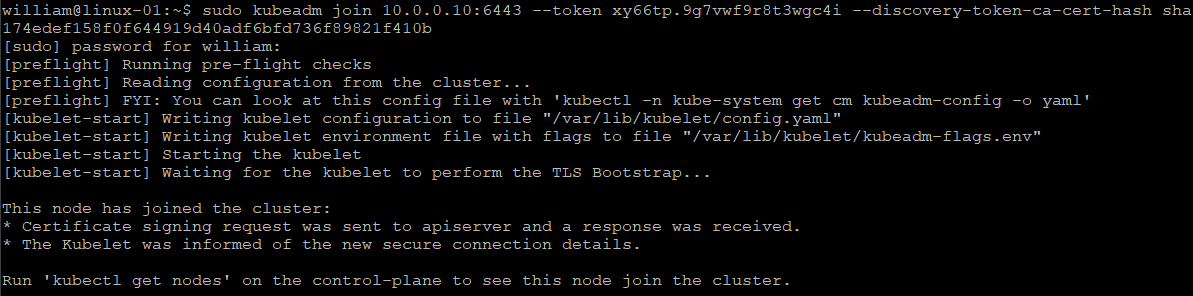 william@linux-01:~$ sudo kubeadm join 10.0.0.10:6443 --token xy66tp.9g7vwf9r8t3wgc4i --discovery-token-ca-cert-hash sha
174edef158f0f644919d40adf6bfd736f89821f410b
[sudo] password for william:
[preflight] Running pre-flight checks
[preflight] Reading configuration from the cluster...
[preflight] FYI: You can look at this config file with 'kubectl -n kube-system get cm kubeadm-config -o yaml'
[kubelet-start] Writing kubelet configuration to file "/var/lib/kubelet/config.yaml"
[kubelet-start] Writing kubelet environment file with flags to file "/var/lib/kubelet/kubeadm-flags.env"
[kubelet-start] Starting the kubelet
[kubelet-start] Waiting for the kubelet to perform the TLS Bootstrap...
This node has joined the cluster:
* Certificate signing request was sent to apiserver and a response was received.
* The Kubelet was informed of the new secure connection details.
Run 'kubectl get nodes' on the control-plane to see this node join the cluster.